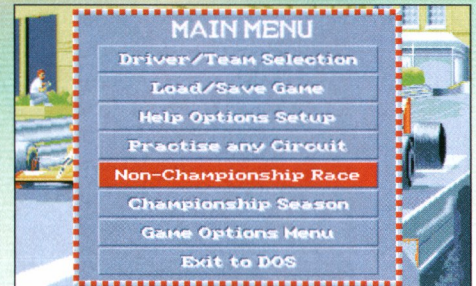 MAIN MENU
Driver/Team Selection
Load/Save Game
Help Options Setup
Practise any Circuit
Non-Championship Race
Championship Season
Game Options Menu
Exit to DOS